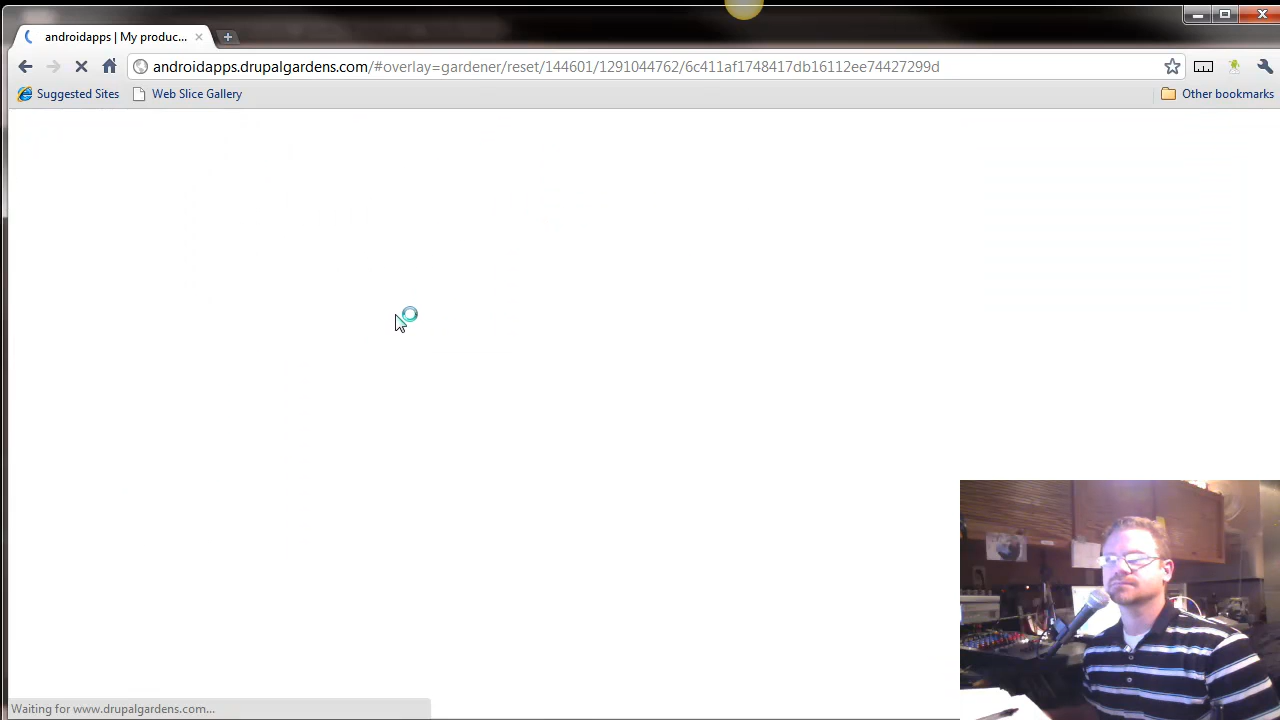 androidapps | My produc...
androidapps.drupalgardens.com/#overlay=gardener/reset/144601/1291044762/6c411af1748417db16112ee74427299d
Suggested Sites
Web Slice Gallery
Other bookmarks
Waiting for www.drupalgardens.com...